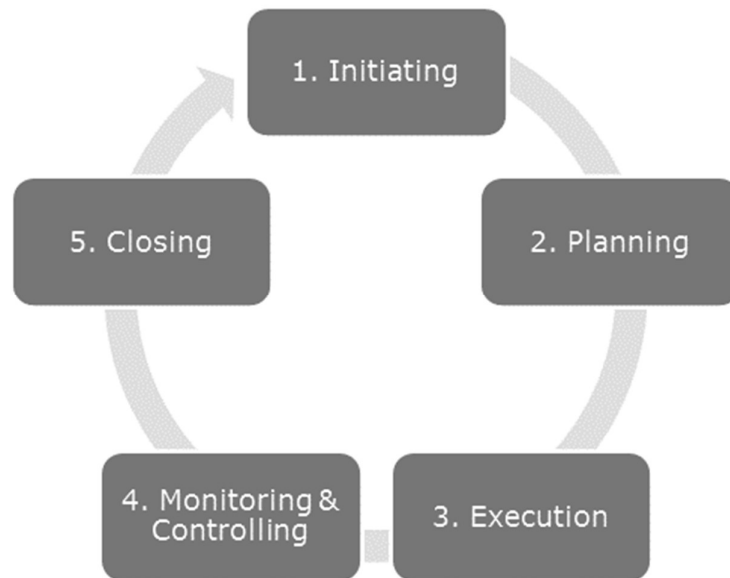 1. Initiating
2. Planning
3. Execution
4. Monitoring &
Controlling
5. Closing